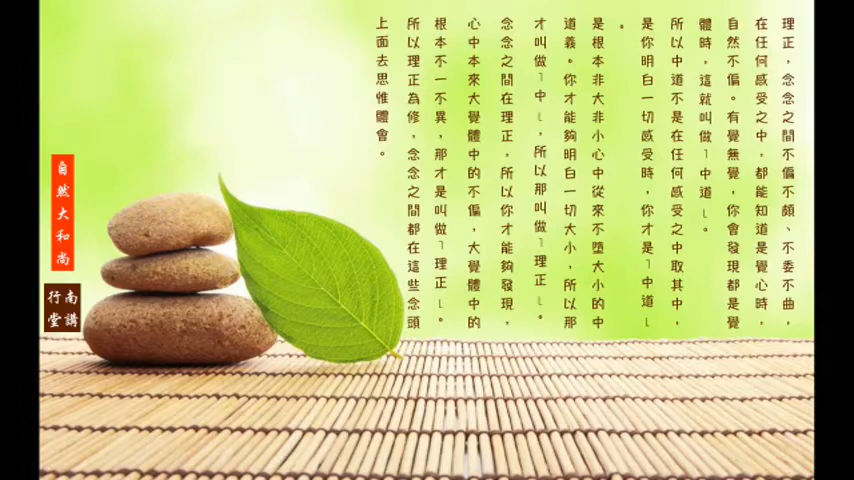 理正，念念之間不偏不頗、不委不曲，
在任何感受之中，都能知道是覺心時，
自然不偏。有覺無覺，你會發現都是覺
體時，這就叫做「中道」。
所以中道不是在任何感受之中取其中，
是你明白一切感受時，你才是「中道」
。
是根本非大非小心中從來不墮大小的中
道義。你才能夠明白一切大小，所以那
才叫做「中」，所以那叫做「理正」。
念念之間在理正，所以你才能夠發現，
心中本來大覺體中的不偏，大覺體中的
根本不一不異，那才是叫做「理正」。
所以理正為修，念念之間都在這些念頭
上面去思惟體會。
自然大和尚
南講
行堂